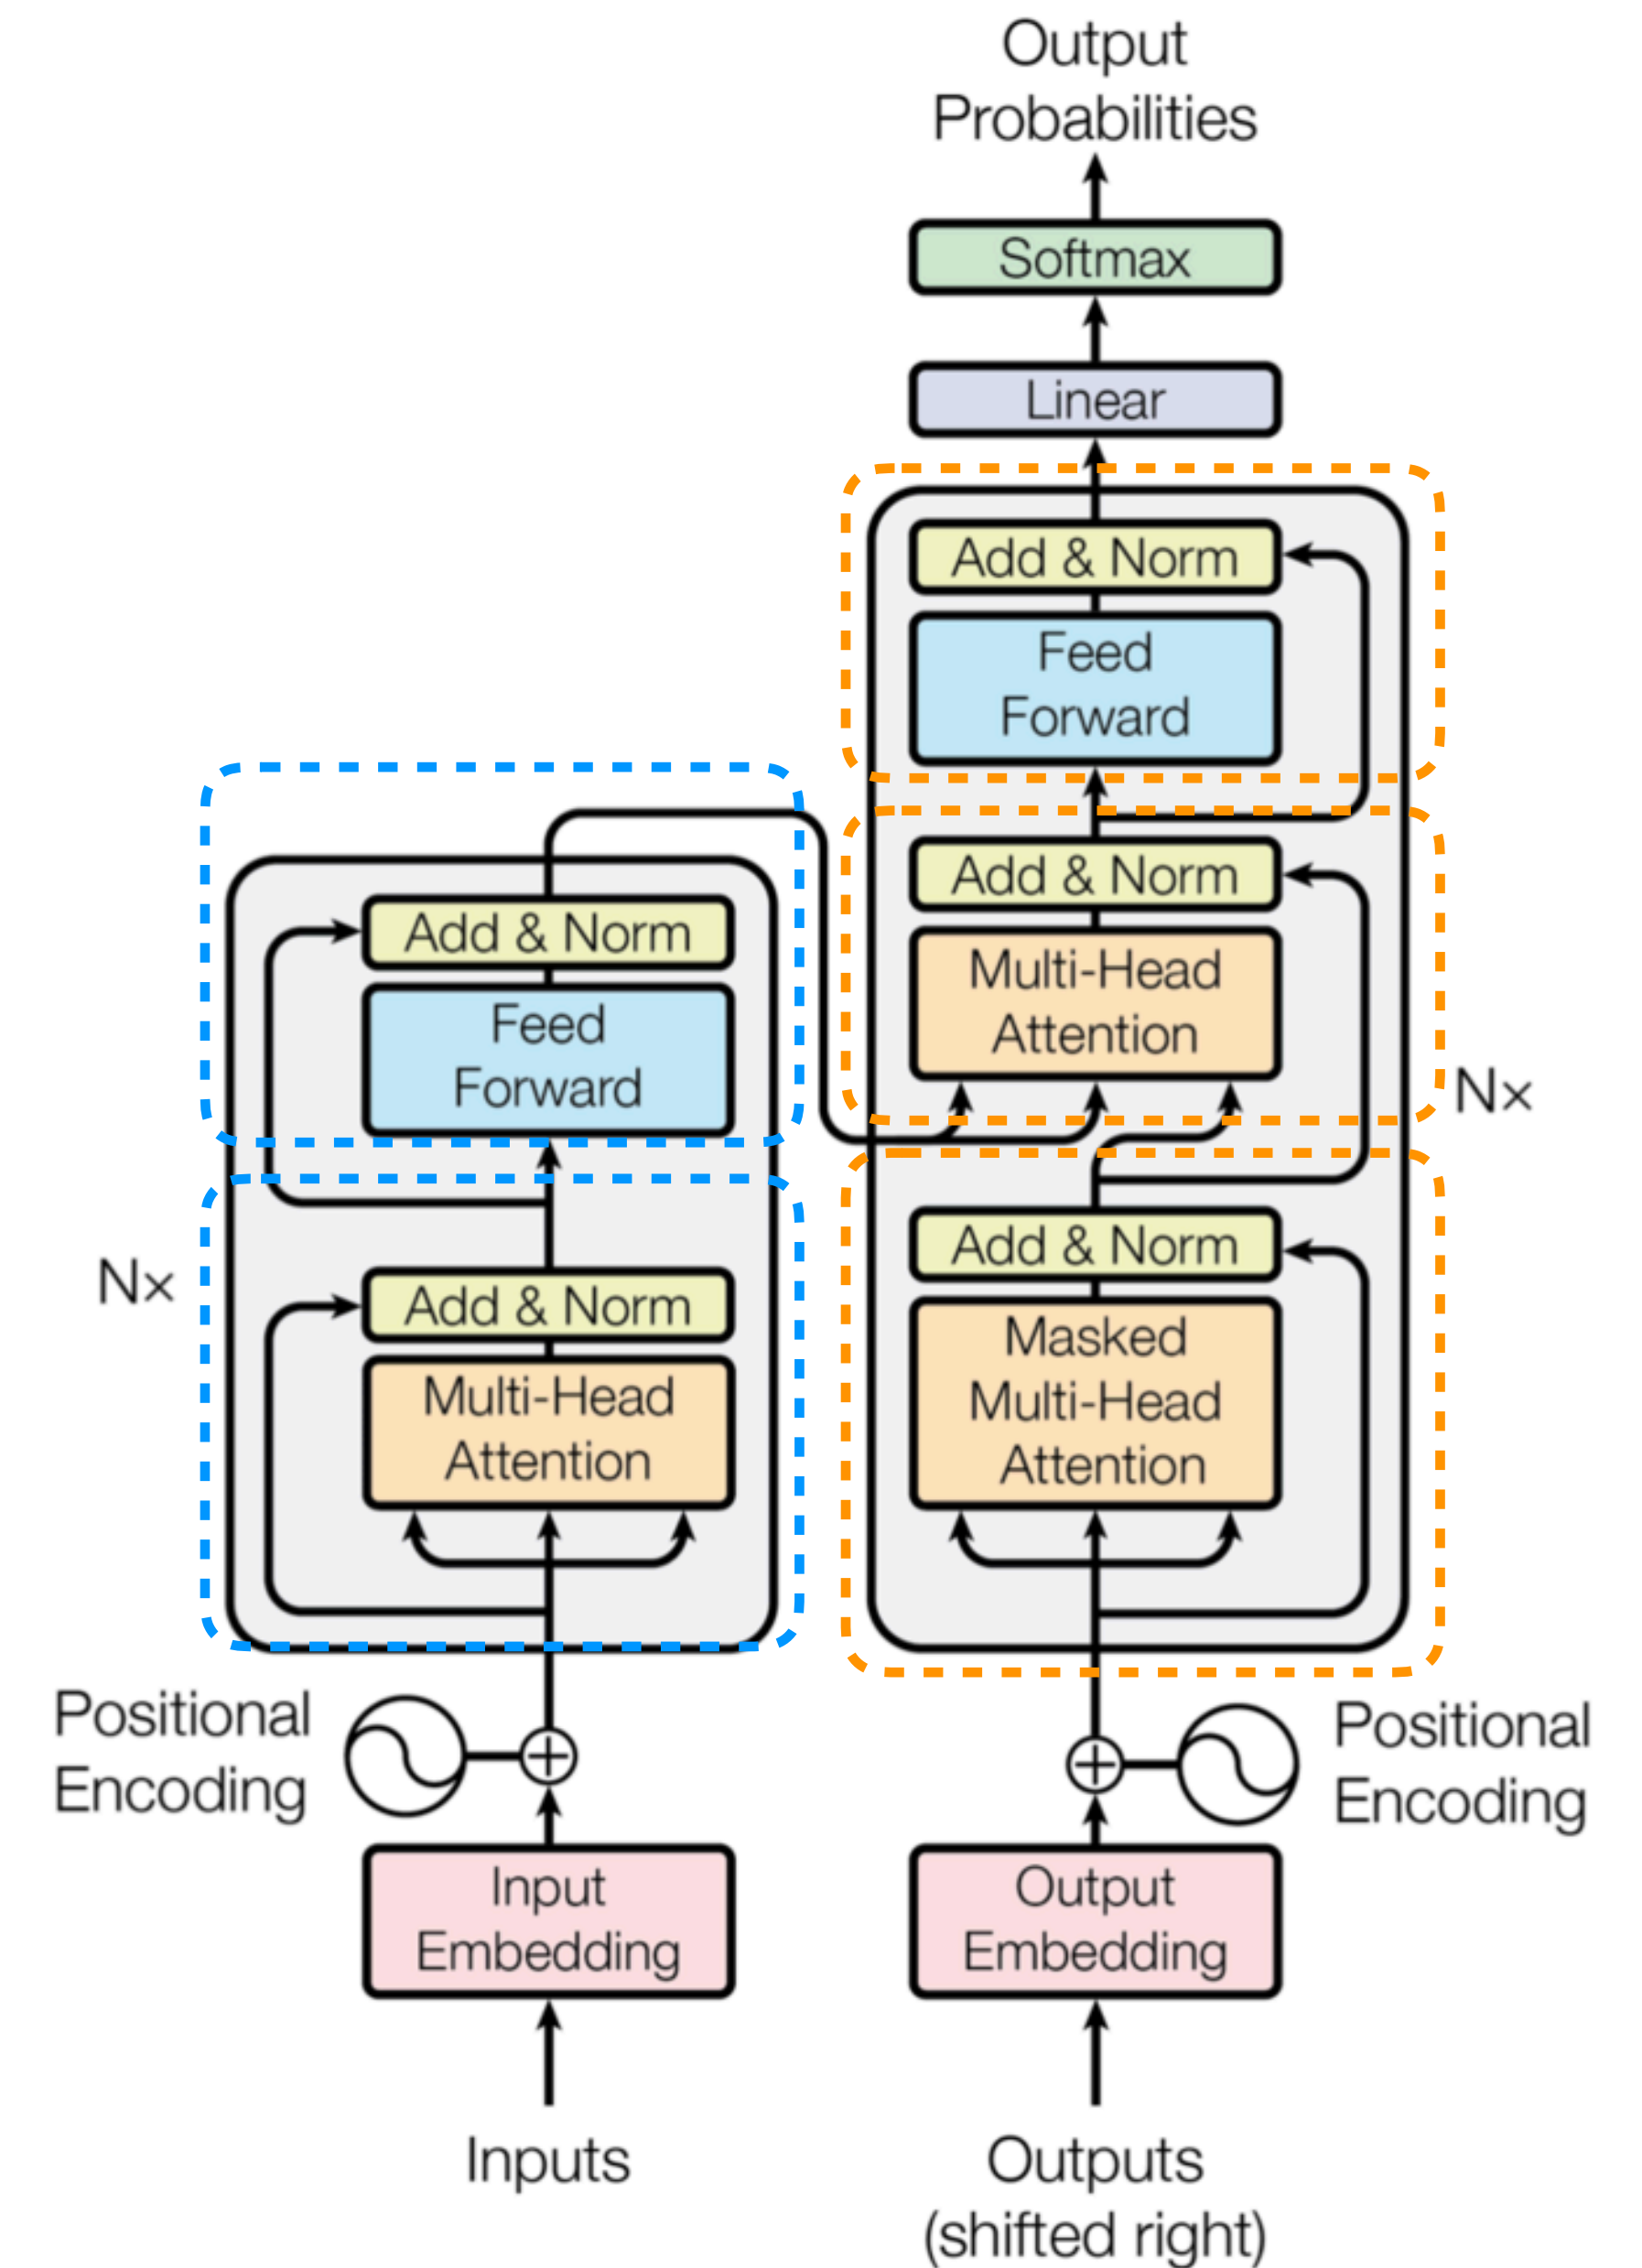 Output
Probabilities
Softmax
Linear
Add & Norm
Feed
Forward
Add & Norm
Multi-Head
Attention
Nx
Add & Norm
Masked
Multi-Head
Attention
Add & Norm
Feed
Forward
Nx
Add & Norm
Multi-Head
Attention
Positional
Encoding
Positional
Encoding
Input
Embedding
Output
Embedding
Inputs
Outputs
(shifted right)